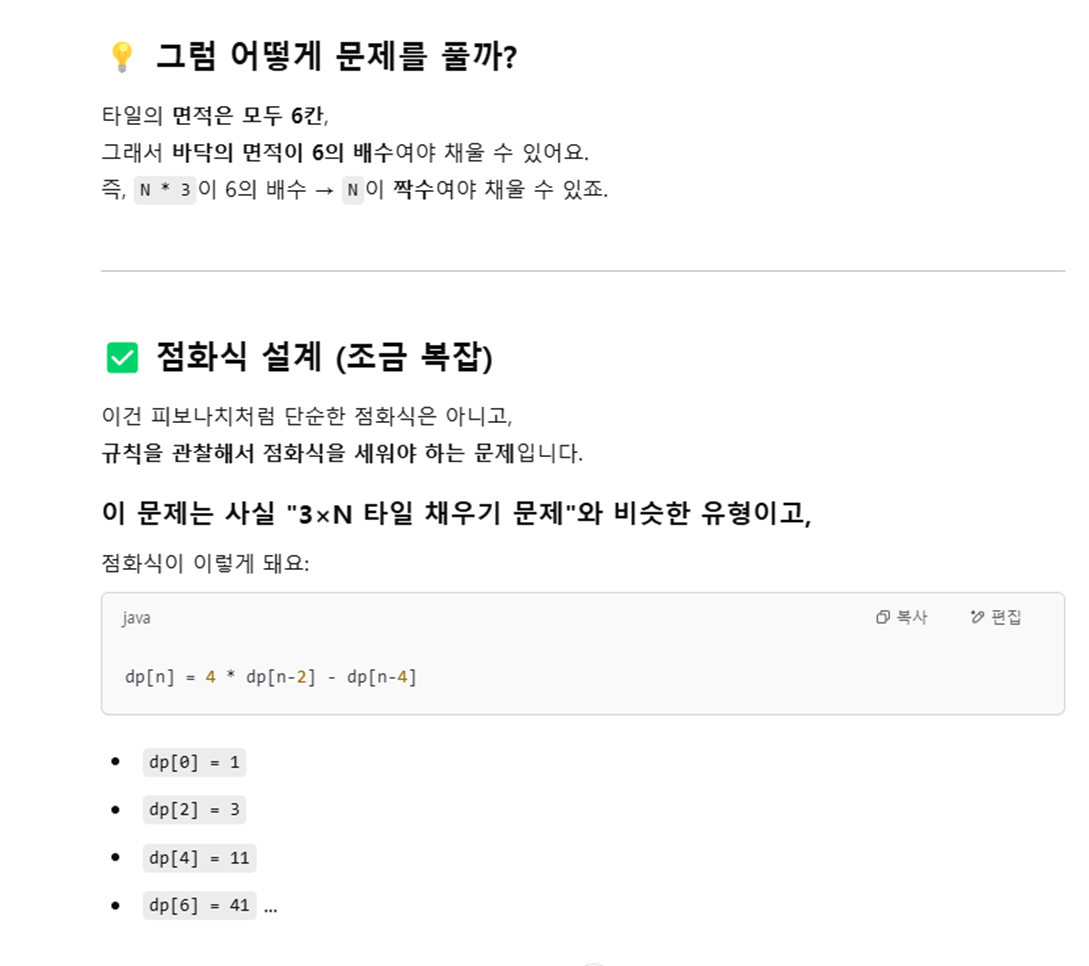 💡 그럼 어떻게 문제를 풀까?
타일의 면적은 모두 6칸,
그래서 바닥의 면적이 6의 배수여야 채울 수 있어요.
즉, N * 3이 6의 배수 → N이 짝수여야 채울 수 있죠.
✅ 점화식 설계 (조금 복잡)
이건 피보나치처럼 단순한 점화식은 아니고,
규칙을 관찰해서 점화식을 세워야 하는 문제입니다.
이 문제는 사실 "3×N 타일 채우기 문제"와 비슷한 유형이고,
점화식이 이렇게 돼요:
java 복사 편집
dp[n] = 4 * dp[n-2] - dp[n-4]
• dp[0] = 1
• dp[2] = 3
• dp[4] = 11
• dp[6] = 41 ...